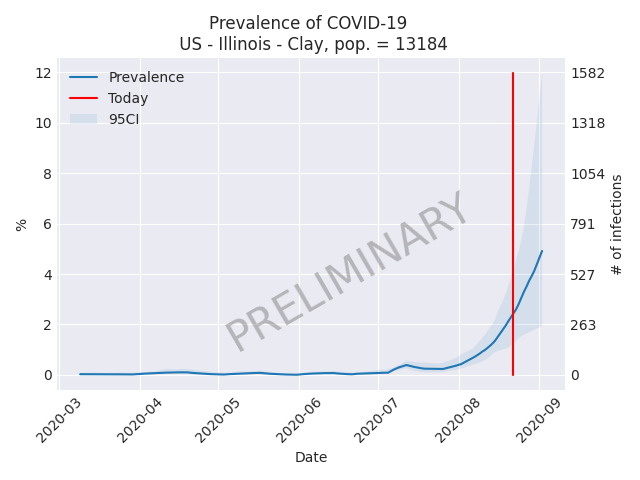 Prevalence of COVID-19
US - Illinois - Clay, pop. = 13184
Prevalence
Today
95CI
12
10
8
6
4
2
0
%
1582
1318
1054
791
527
263
0
# of infections
PRELIMINARY
2020-03
2020-04
2020-05
2020-06
2020-07
2020-08
2020-09
Date